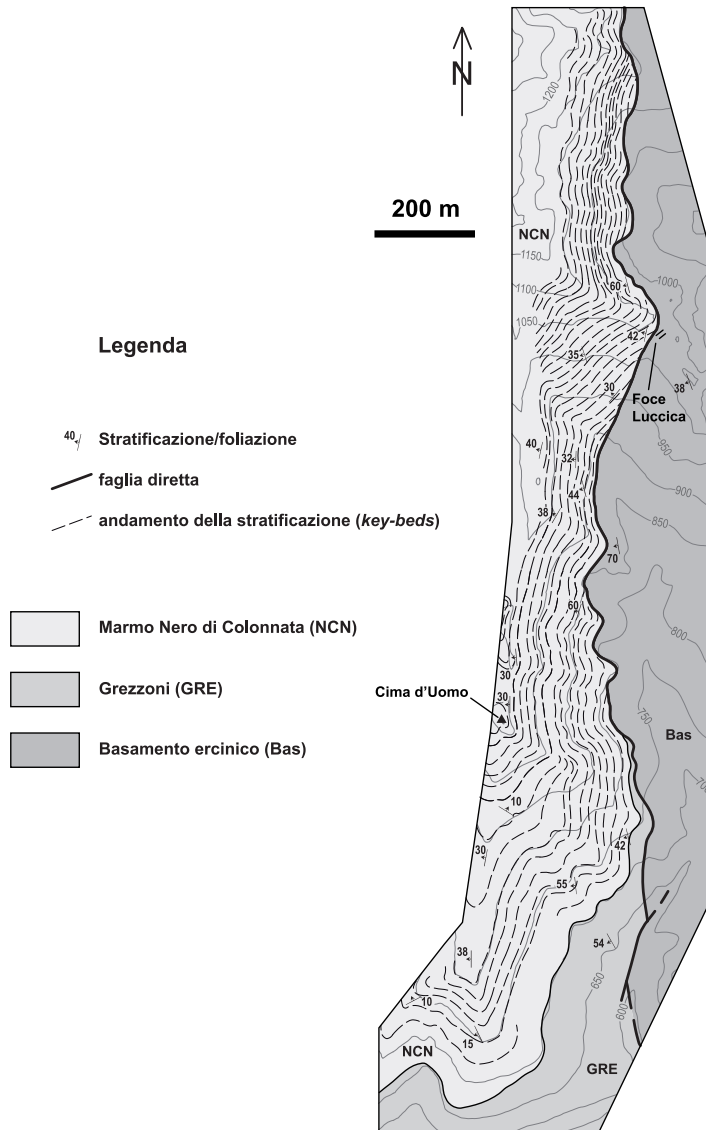 N
200 m
1200
NCN
1150
1100
1050
60
1000
42
35
30
38
Foce
Luccica
950
900
850
40
32
44
38
70
60
800
30
30
Cima d'Uomo
750
Bas
10
30
42
55
54
38
650
600
10
15
NCN
GRE
Legenda
40 Stratificazione/foliazione
faglia diretta
andamento della stratificazione (key-beds)
Marmo Nero di Colonnata (NCN)
Grezzoni (GRE)
Basamento ercinico (Bas)